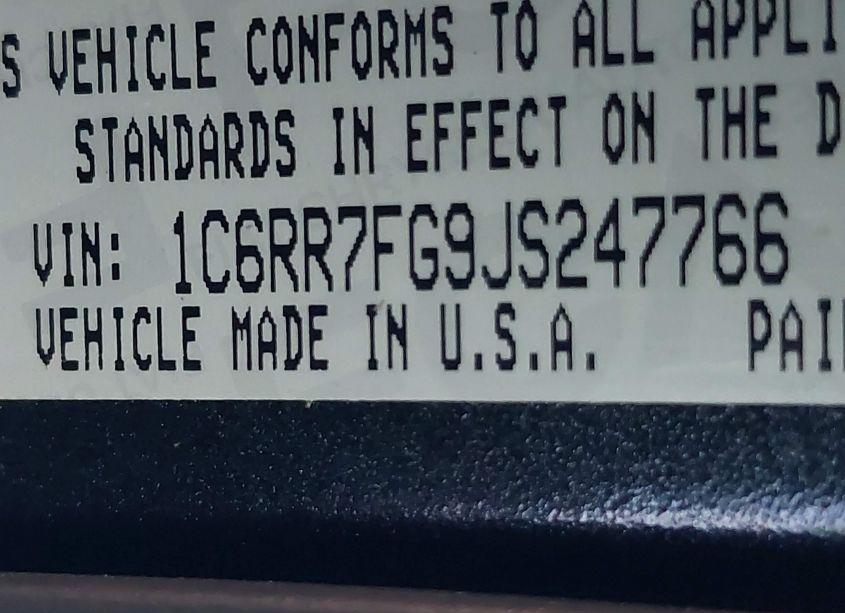 S VEHICLE CONFORMS TO ALL APPLI
STANDARDS IN EFFECT ON THE D
VIN: 1C6RR7FG9JS247766
VEHICLE MADE IN U.S.A. PAI